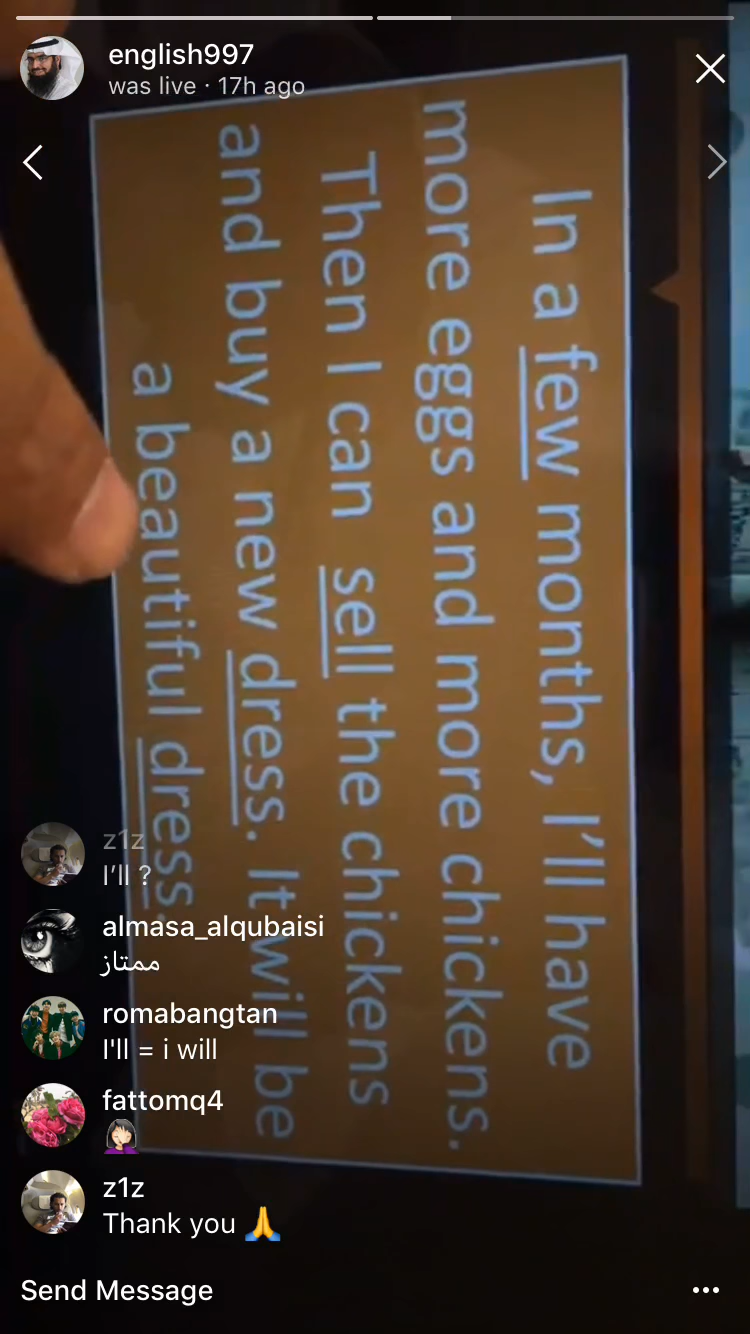 english997
was live · 17h ago
In a few months, I'll have
more eggs and more chickens.
Then I can sell the chickens
and buy a new dress. It will be
a beautiful dress.
z1z
I'll ?
almasa_alqubaisi
ممتاز
romabangtan
I'll = i will
fattomq4
🤦🏻‍♀️
z1z
Thank you 🙏
Send Message